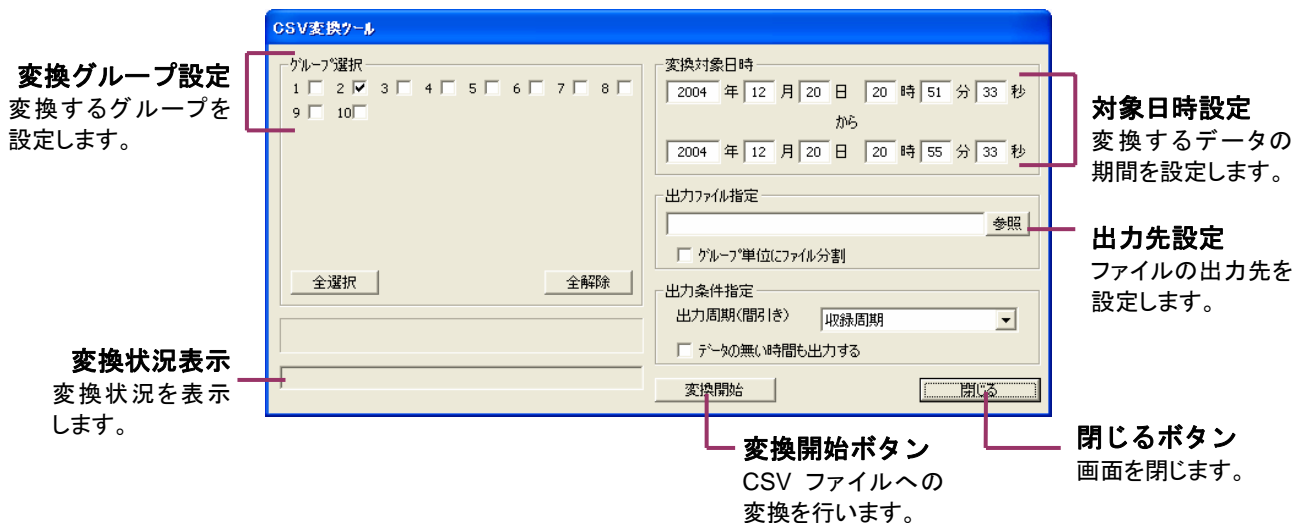 CSV変換ツール
変換グループ設定
変換するグループを
設定します。
グループ選択
1 2 3 4 5 6 7 8
9 10
全選択 全解除
変換状況表示
変換状況を表示
します。
変換対象日時
2004 年 12 月 20 日 20 時 51 分 33 秒
から
2004 年 12 月 20 日 20 時 55 分 33 秒
出力ファイル指定
参照
グループ単位にファイル分割
出力条件指定
出力周期(間引き) 収録周期
データの無い時間も出力する
変換開始 閉じる
対象日時設定
変換するデータの
期間を設定します。
出力先設定
ファイルの出力先を
設定します。
変換開始ボタン
CSV ファイルへの
変換を行います。
閉じるボタン
画面を閉じます。